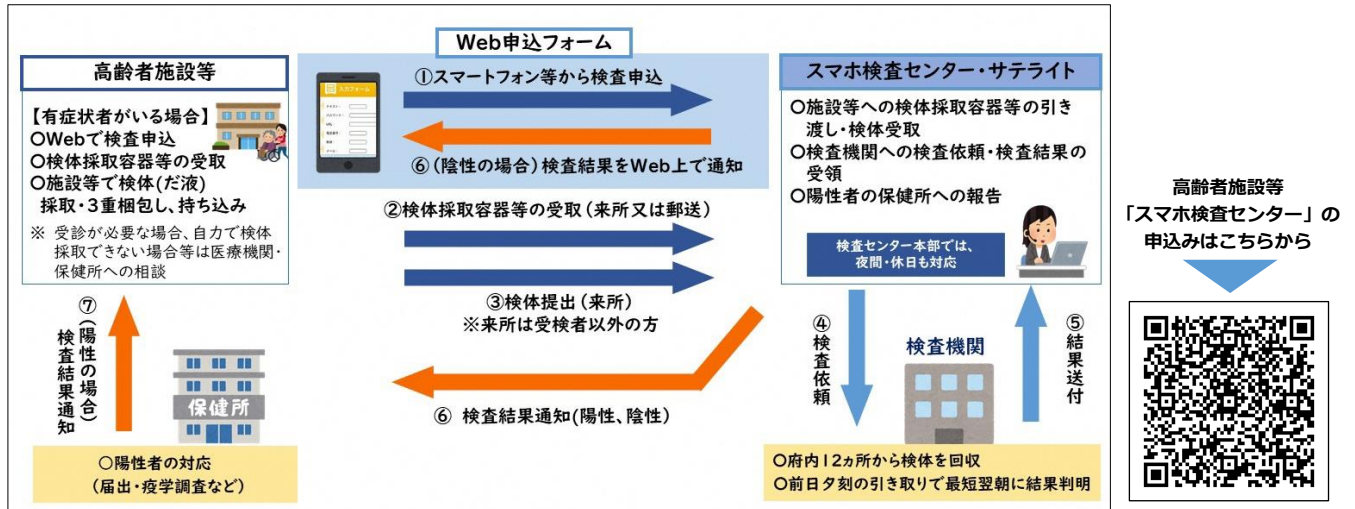 Web申込フォーム
高齢者施設等
【有症状者がいる場合】
○Webで検査申込
○検体採取容器等の受取
○施設等で検体(だ液)
採取・3重梱包し、持ち込み
※ 受診が必要な場合、自力で検体
採取できない場合等は医療機関・
保健所への相談
入力フォーム
①スマートフォン等から検査申込
⑥(陰性の場合)検査結果をWeb上で通知
②検体採取容器等の受取(来所又は郵送)
③検体提出(来所)
※来所は受検者以外の方
⑥ 検査結果通知(陽性、陰性)
スマホ検査センター・サテライト
○施設等への検体採取容器等の引き
渡し・検体受取
○検査機関への検査依頼・検査結果の
受領
○陽性者の保健所への報告
検査センター本部では、
夜間・休日も対応
④検査依頼
検査機関
⑤結果送付
○府内12ヵ所から検体を回収
○前日夕刻の引き取りで最短翌朝に結果判明
⑦(陽性の場合)
検査結果通知
保健所
○陽性者の対応
(届出・疫学調査など)
高齢者施設等
「スマホ検査センター」の
申込みはこちらから